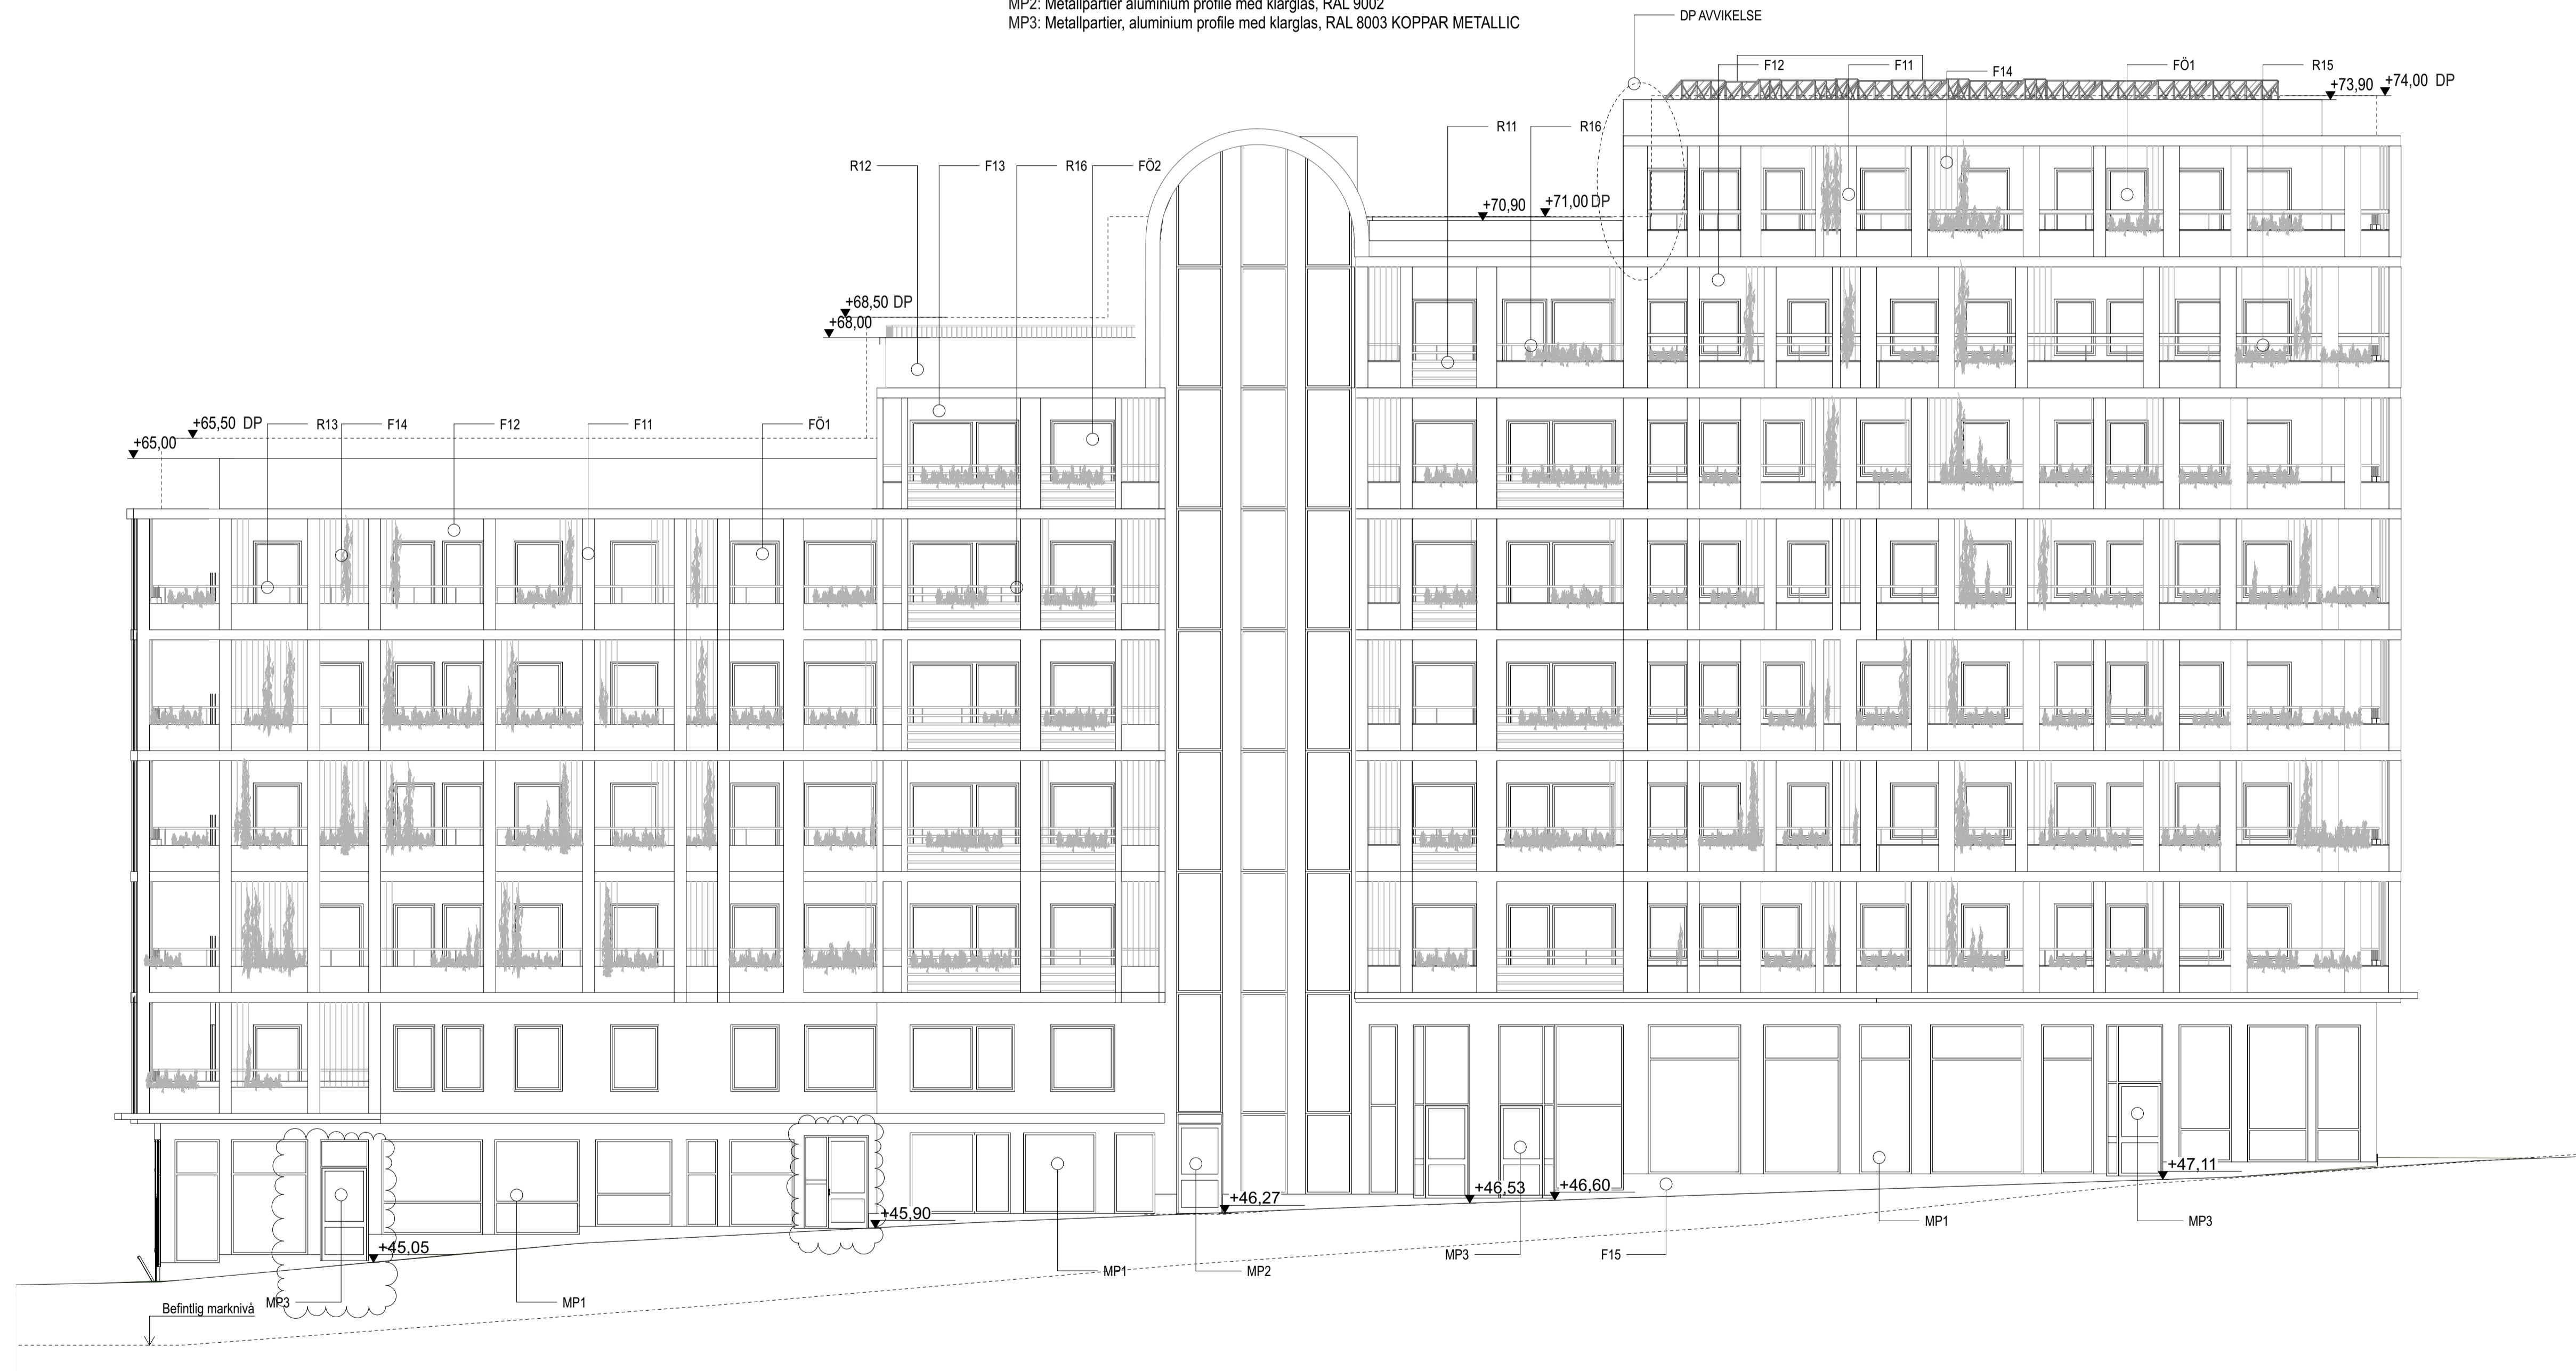 MP2: Metallpartier aluminium profile med klarglas, RAL 9002
MP3: Metallpartier, aluminium profile med klarglas, RAL 8003 KOPPAR METALLIC
DP AVVIKELSE
F12
F11
F14
FÖ1
R15
+73,90
+74,00 DP
R11
R16
R12
F13
R16
FÖ2
+70,90
+71,00 DP
+68,50 DP
+68,00
+65,50 DP
R13
F14
F12
F11
FÖ1
+65,00
+47,11
+46,53
+46,60
+46,27
+45,90
+45,05
MP1
MP3
MP3
F15
MP1
MP2
MP3
MP1
Befintlig marknivå